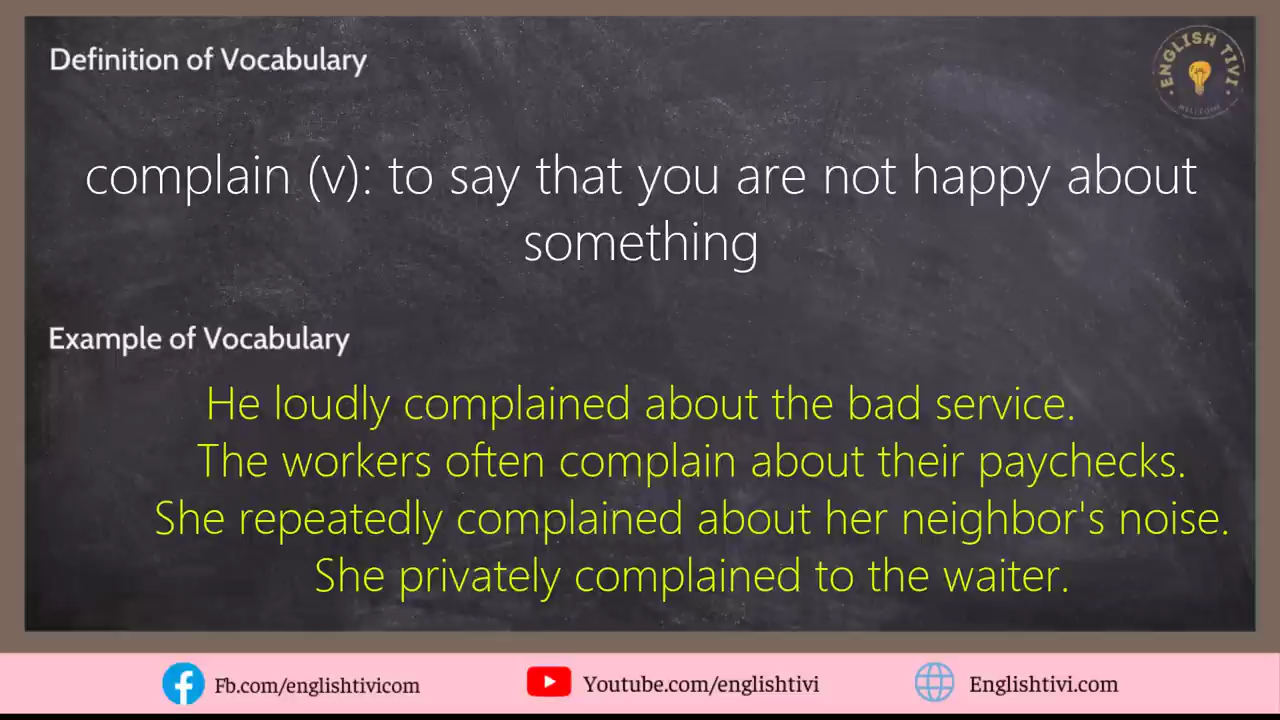 Definition of Vocabulary
ENGLISH TIVI
WELCOME
complain (v): to say that you are not happy about
something
Example of Vocabulary
He loudly complained about the bad service.
The workers often complain about their paychecks.
She repeatedly complained about her neighbor's noise.
She privately complained to the waiter.
Fb.com/englishtivicom
Youtube.com/englishtivi
Englishtivi.com